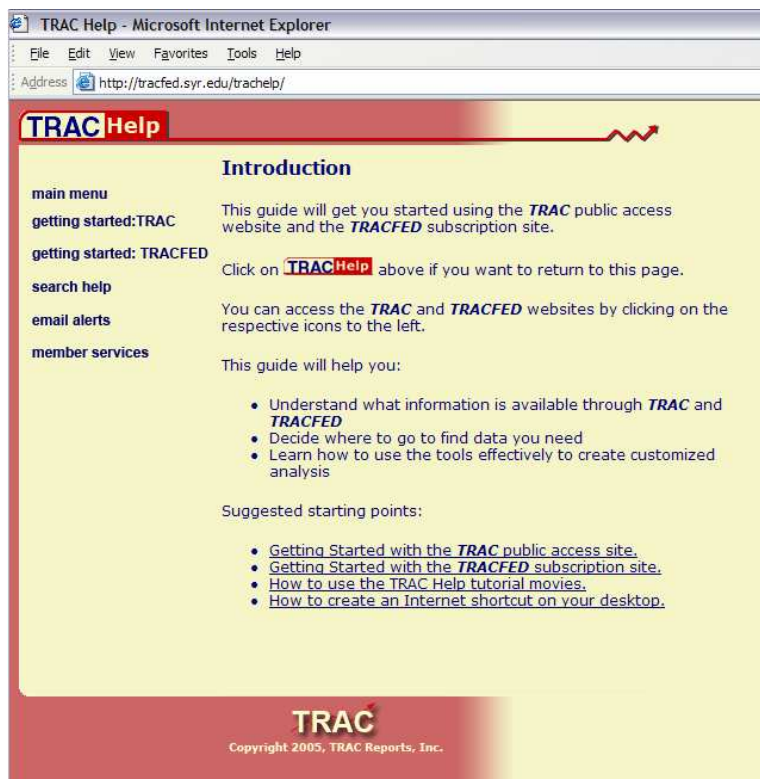 TRAC Help - Microsoft Internet Explorer
File Edit View Favorites Tools Help
Address http://tracfed.syr.edu/trachelp/
TRAC Help
main menu
getting started:TRAC
getting started: TRACFED
search help
email alerts
member services
Introduction
This guide will get you started using the TRAC public access
website and the TRACFED subscription site.
Click on TRAC Help above if you want to return to this page.
You can access the TRAC and TRACFED websites by clicking on the
respective icons to the left.
This guide will help you:
• Understand what information is available through TRAC and
TRACFED
• Decide where to go to find data you need
• Learn how to use the tools effectively to create customized
analysis
Suggested starting points:
• Getting Started with the TRAC public access site.
• Getting Started with the TRACFED subscription site.
• How to use the TRAC Help tutorial movies.
• How to create an Internet shortcut on your desktop.
TRAC
Copyright 2005, TRAC Reports, Inc.